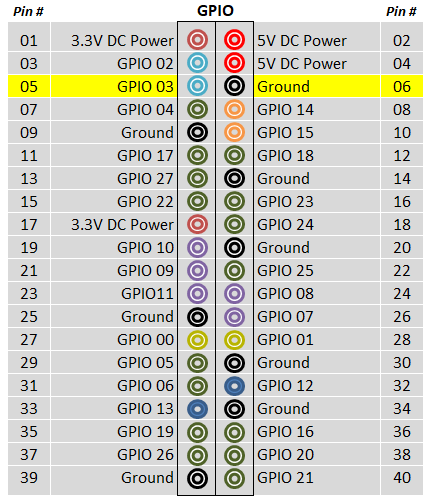 Pin # GPIO Pin #
01 3.3V DC Power 5V DC Power 02
03 GPIO 02 5V DC Power 04
05 GPIO 03 Ground 06
07 GPIO 04 GPIO 14 08
09 Ground GPIO 15 10
11 GPIO 17 GPIO 18 12
13 GPIO 27 Ground 14
15 GPIO 22 GPIO 23 16
17 3.3V DC Power GPIO 24 18
19 GPIO 10 Ground 20
21 GPIO 09 GPIO 25 22
23 GPIO11 GPIO 08 24
25 Ground GPIO 07 26
27 GPIO 00 GPIO 01 28
29 GPIO 05 Ground 30
31 GPIO 06 GPIO 12 32
33 GPIO 13 Ground 34
35 GPIO 19 GPIO 16 36
37 GPIO 26 GPIO 20 38
39 Ground GPIO 21 40